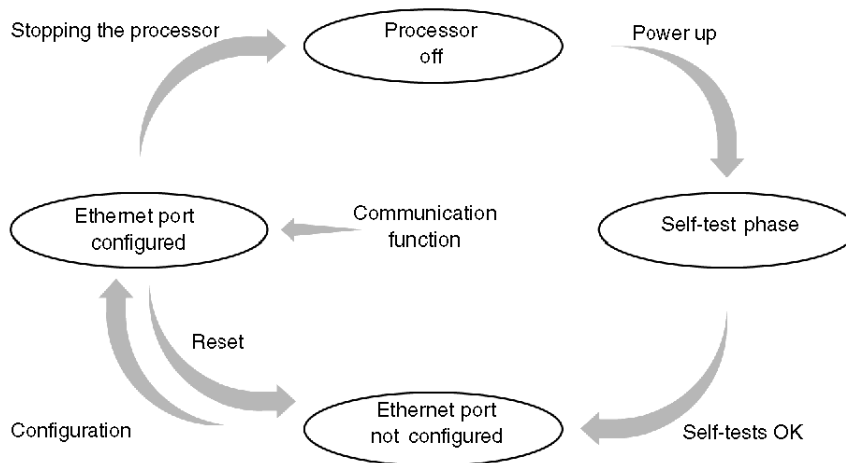 Stopping the processor
Processor
off
Power up
Ethernet port
configured
Communication
function
Self-test phase
Reset
Configuration
Ethernet port
not configured
Self-tests OK